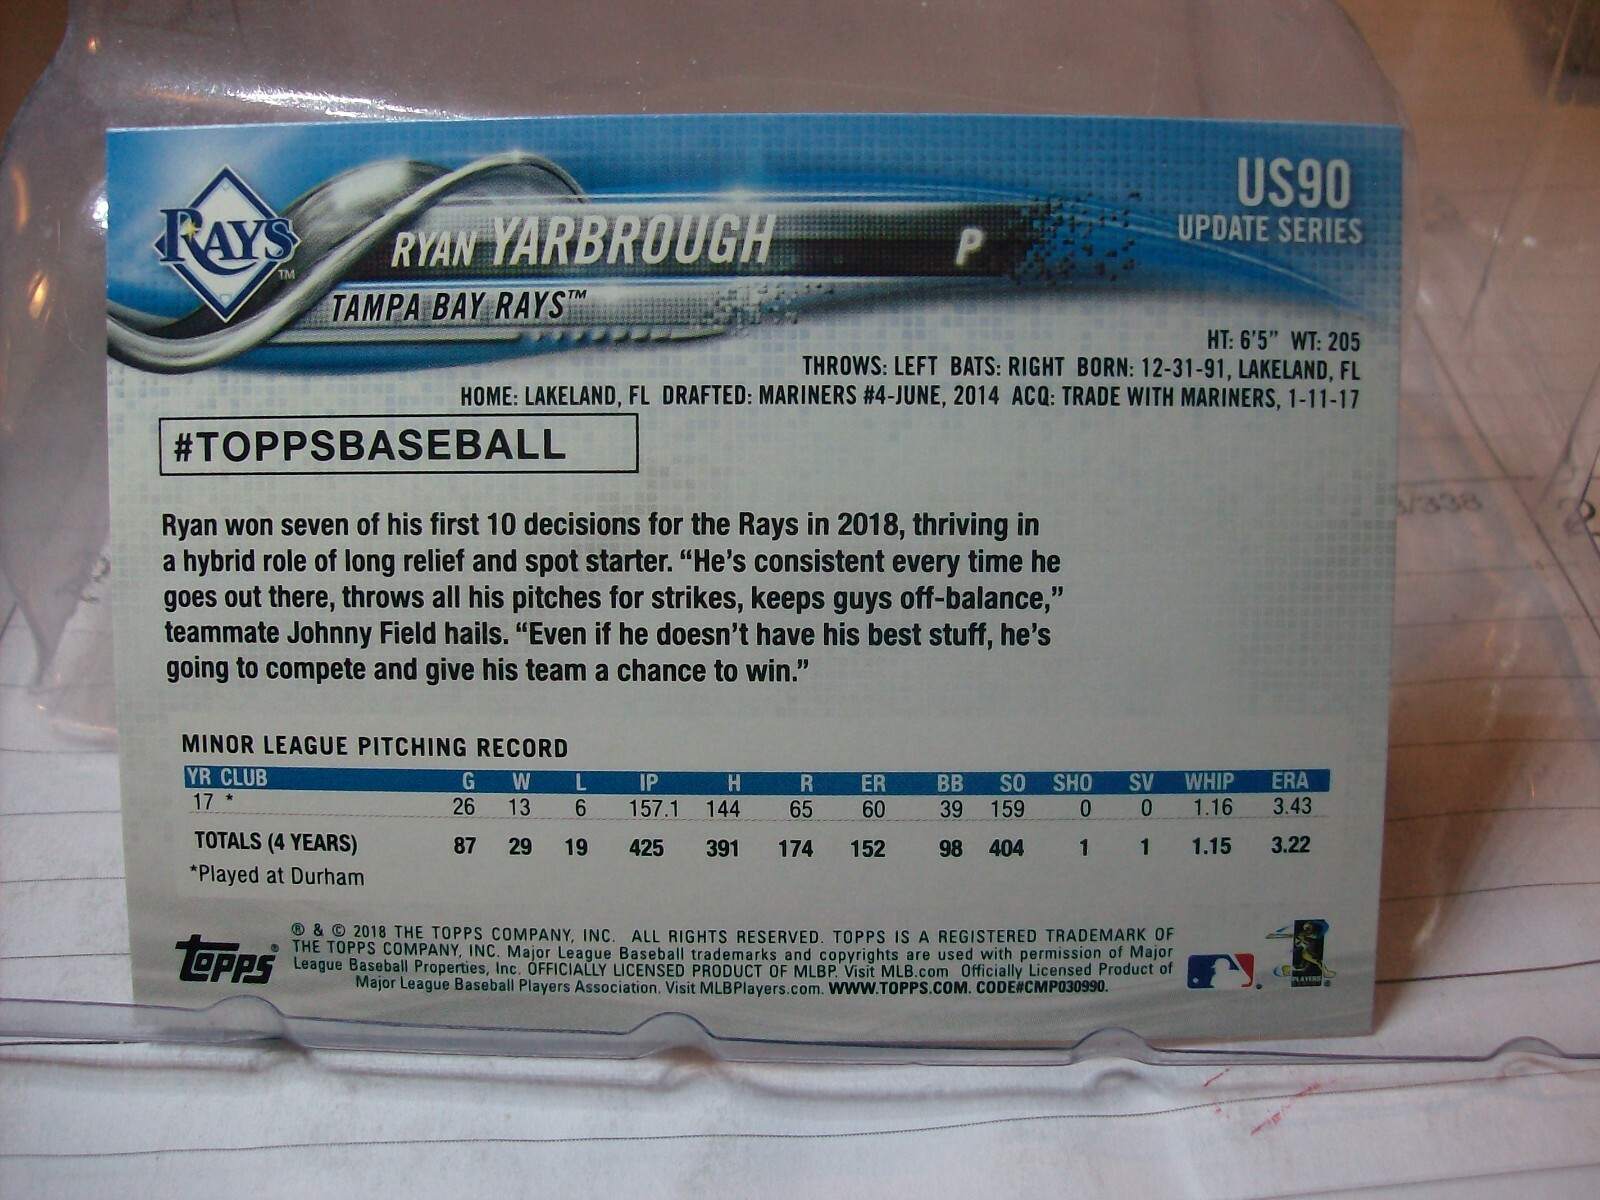 US90
UPDATE SERIES
RAYS™
RYAN YARBROUGH P
TAMPA BAY RAYS™
HT: 6'5" WT: 205
THROWS: LEFT BATS: RIGHT BORN: 12-31-91, LAKELAND, FL
HOME: LAKELAND, FL DRAFTED: MARINERS #4-JUNE, 2014 ACQ: TRADE WITH MARINERS, 1-11-17
#TOPPSBASEBALL
Ryan won seven of his first 10 decisions for the Rays in 2018, thriving in
a hybrid role of long relief and spot starter. “He’s consistent every time he
goes out there, throws all his pitches for strikes, keeps guys off-balance,”
teammate Johnny Field hails. “Even if he doesn’t have his best stuff, he’s
going to compete and give his team a chance to win.”
MINOR LEAGUE PITCHING RECORD
YR CLUB G W L IP H R ER BB SO SHO SV WHIP ERA
17 * 26 13 6 157.1 144 65 60 39 159 0 0 1.16 3.43
TOTALS (4 YEARS) 87 29 19 425 391 174 152 98 404 1 1 1.15 3.22
*Played at Durham
topps®
® & © 2018 THE TOPPS COMPANY, INC. ALL RIGHTS RESERVED. TOPPS IS A REGISTERED TRADEMARK OF
THE TOPPS COMPANY, INC. Major League Baseball trademarks and copyrights are used with permission of Major
League Baseball Properties, Inc. OFFICIALLY LICENSED PRODUCT OF MLBP. Visit MLB.com Officially Licensed Product of
Major League Baseball Players Association. Visit MLBPlayers.com. WWW.TOPPS.COM. CODE#CMP030990.
PLAYERS